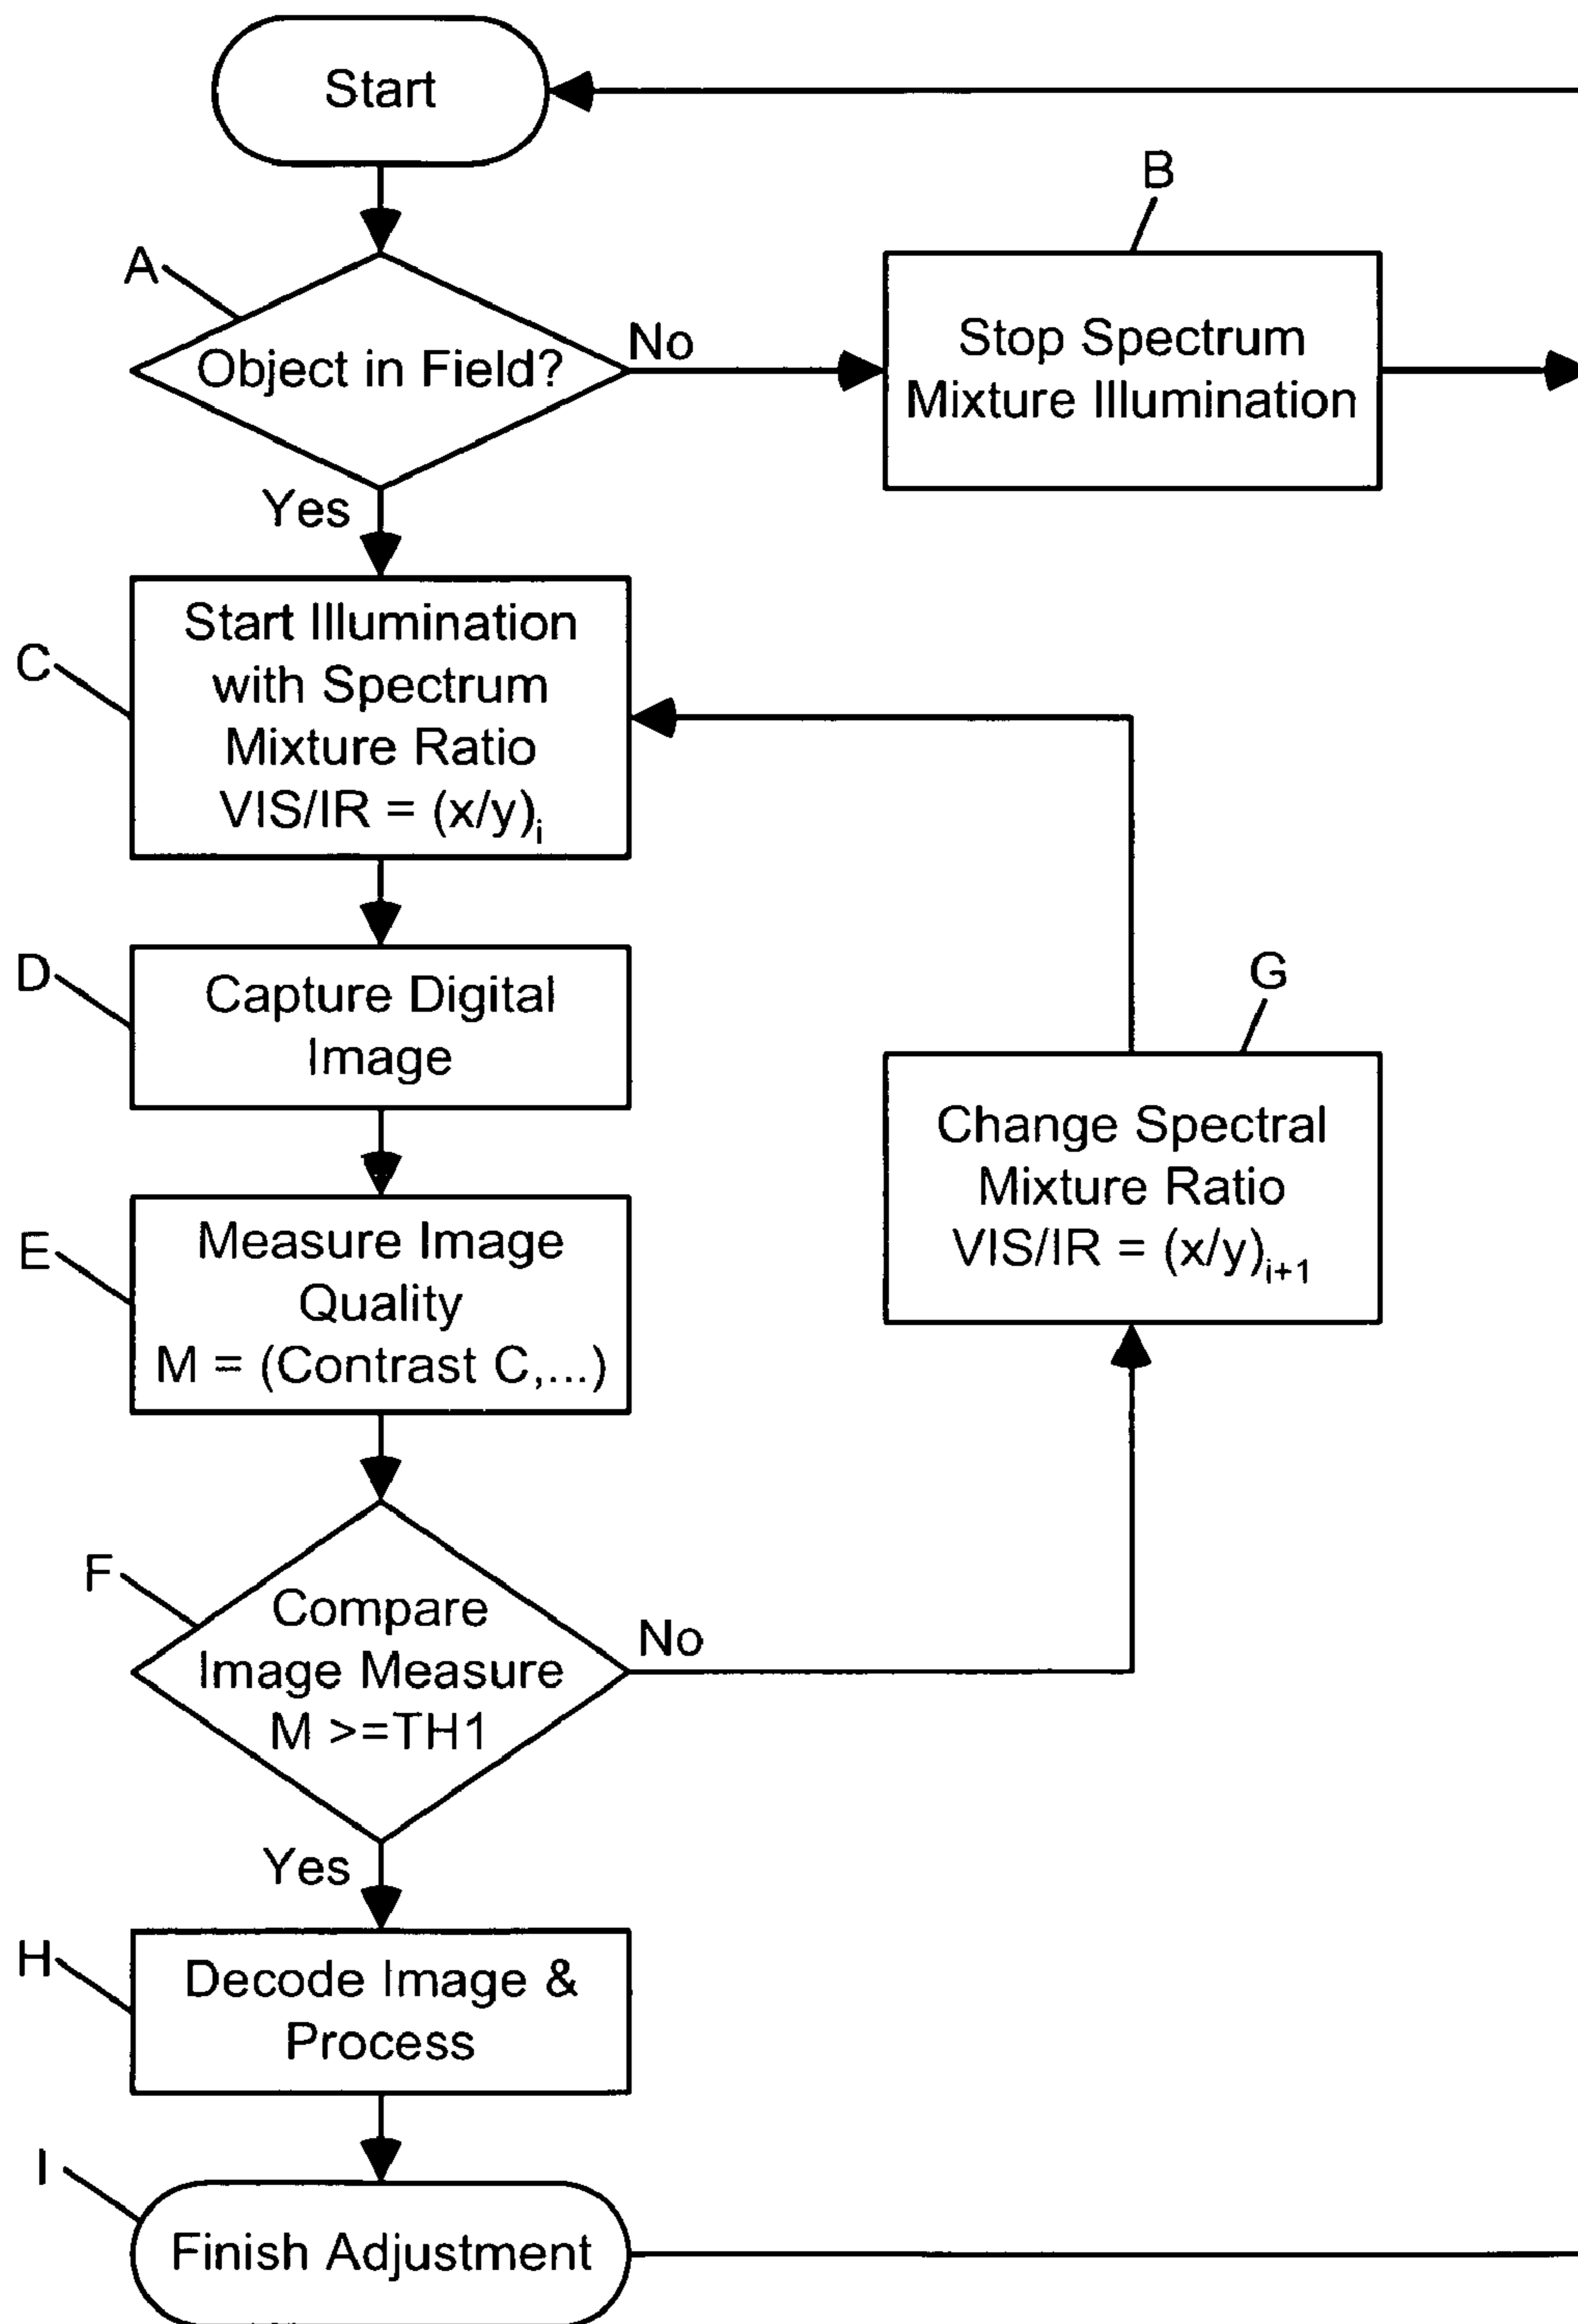 Start
B
A
Object in Field?
No
Stop Spectrum
Mixture Illumination
Yes
C
Start Illumination
with Spectrum
Mixture Ratio
VIS/IR = (x/y)i
D
Capture Digital
Image
G
Change Spectral
Mixture Ratio
VIS/IR = (x/y)i+1
E
Measure Image
Quality
M = (Contrast C,...)
F
Compare
Image Measure
M >=TH1
No
Yes
H
Decode Image &
Process
I
Finish Adjustment